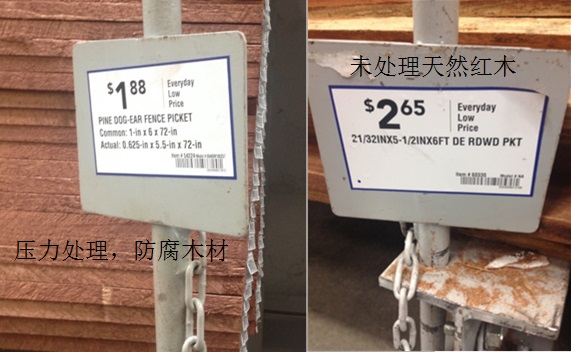 $1.88
Everyday
Low
Price
PINE DOG-EAR FENCE PICKET
Common: 1-in x 6 x 72-in
Actual: 0.625-in x 5.5-in x 72-in
压力处理，防腐木材
未处理天然红木
$2 65
Everyday
Low
Price
21/32INX5-1/2INX6FT DE RDWD PKT